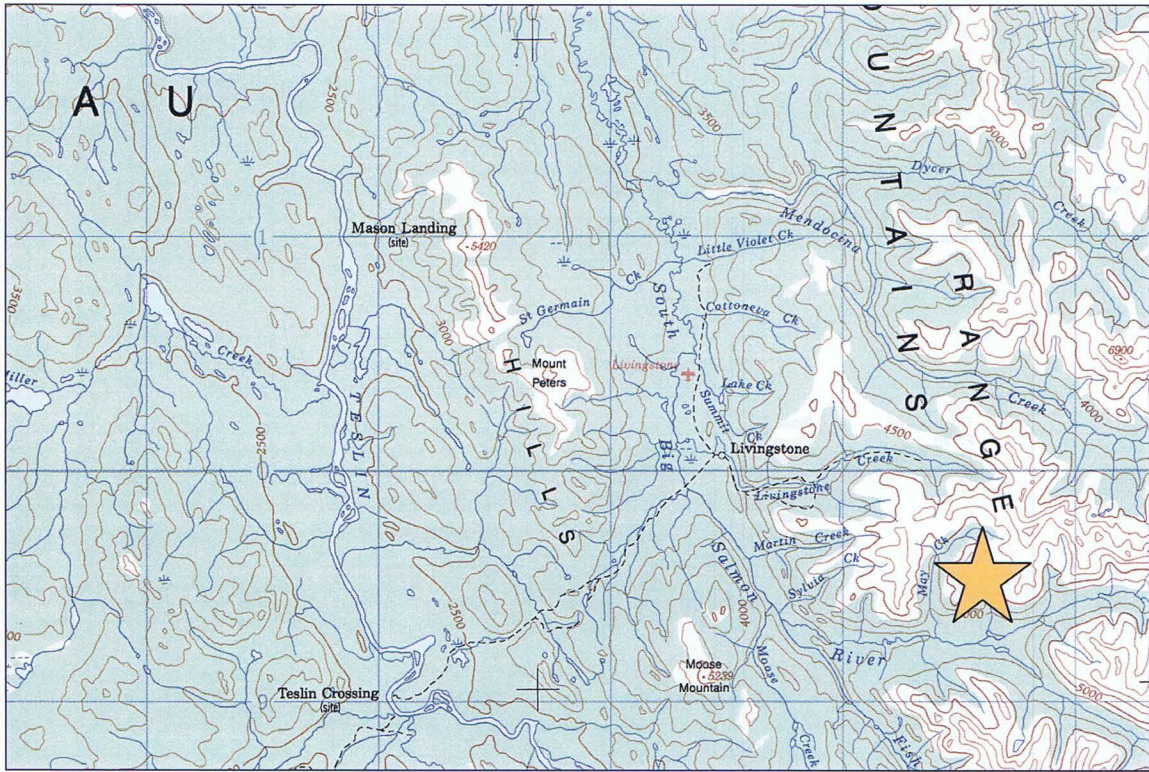 OUNTAINS
A U
2500
3500
5000
Dycer
Creek
Mendocina
Mason Landing
(site)
5420
Little Violet Ck
RANGE
3500
St Germain Ck
South
Cottoneva Ck
3000
6900
Mount
Peters
Livingstone
HILLS
Creek
Lake Ck
Creek
4000
Miller
TESLIN
Summit Ck
4500
2500
Big
Livingstone
Creek
Livingstone
Martin Creek
May Ck
Salmon
Sylvia Ck
2500
4000
Moose
River
Moose
Mountain
5239
Teslin Crossing
(site)
5000
Creek
Fish